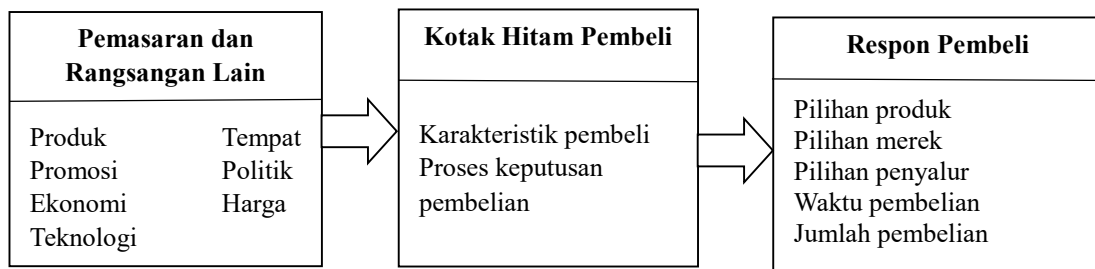 Pemasaran dan
Rangsangan Lain
Produk Tempat
Promosi Politik
Ekonomi Harga
Teknologi
Kotak Hitam Pembeli
Karakteristik pembeli
Proses keputusan
pembelian
Respon Pembeli
Pilihan produk
Pilihan merek
Pilihan penyalur
Waktu pembelian
Jumlah pembelian